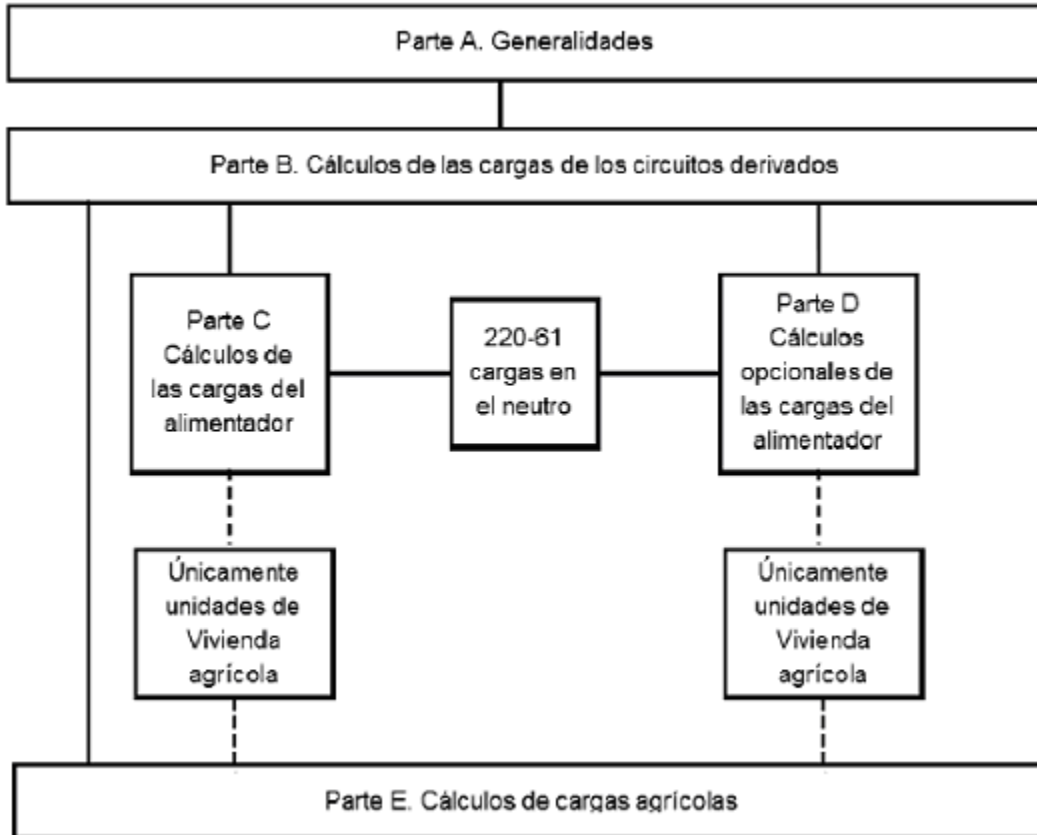 Parte A. Generalidades
Parte B. Cálculos de las cargas de los circuitos derivados
Parte C
Cálculos de
las cargas del
alimentador
220-61
cargas en
el neutro
Parte D
Cálculos
opcionales de
las cargas del
alimentador
Únicamente
unidades de
Vivienda
agrícola
Únicamente
unidades de
Vivienda
agrícola
Parte E. Cálculos de cargas agrícolas